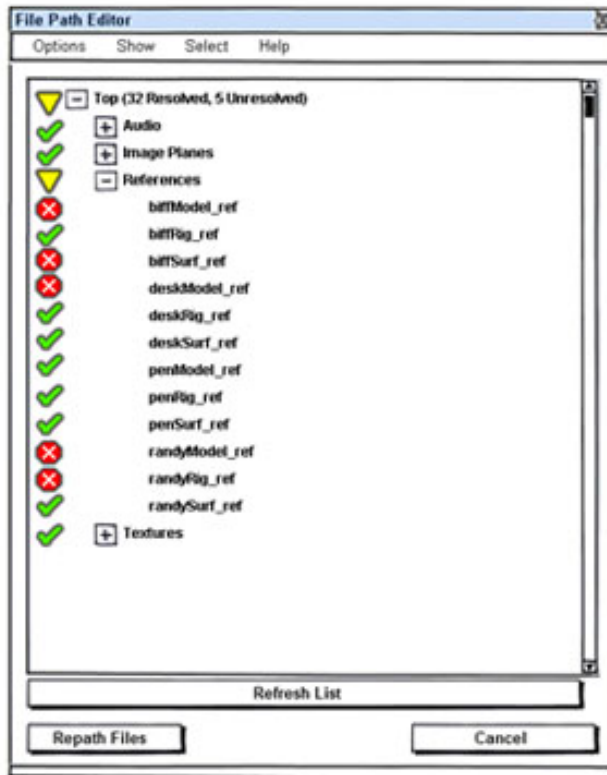 File Path Editor
Options Show Select Help
Top (32 Resolved, 5 Unresolved)
Audio
Image Planes
References
biffModel_ref
biffRig_ref
biffSurf_ref
deskModel_ref
deskRig_ref
deskSurf_ref
penModel_ref
penRig_ref
penSurf_ref
randyModel_ref
randyRig_ref
randySurf_ref
Textures
Refresh List
Repath Files Cancel